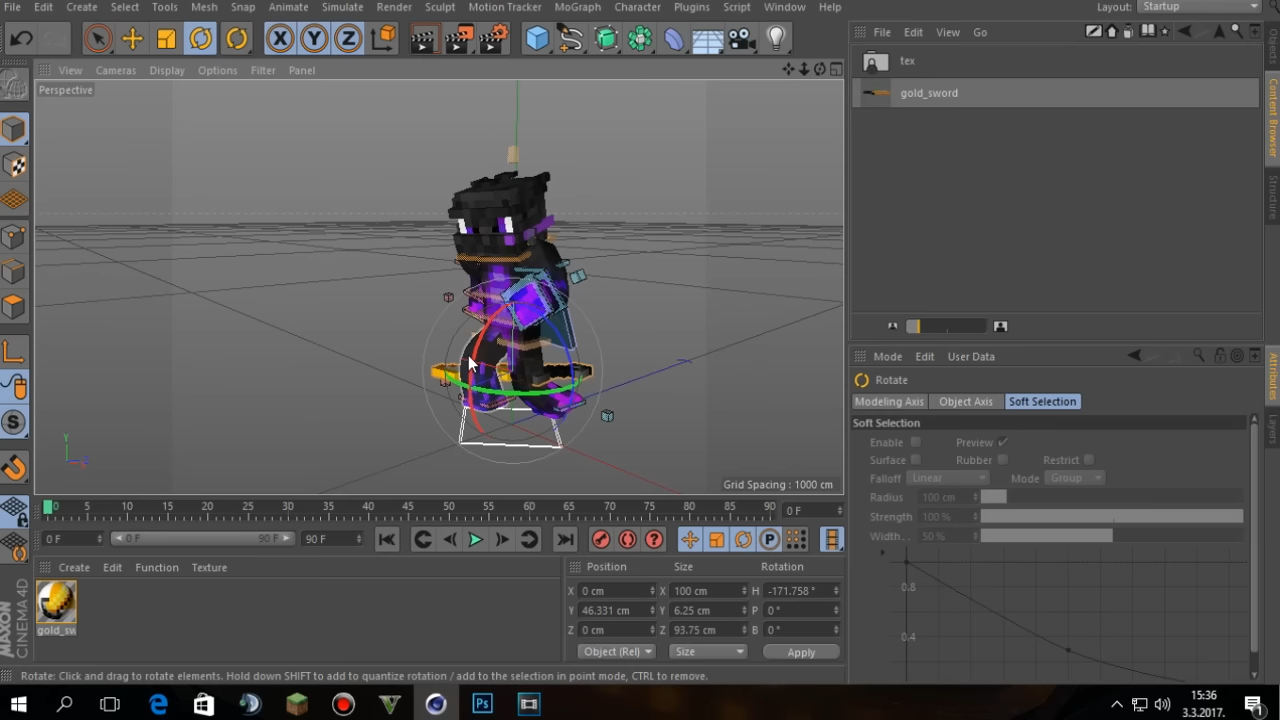 File Edit Create Select Tools Mesh Snap Animate Simulate Render Sculpt Motion Tracker MoGraph Character Plugins Script Window Help
Layout: Startup
X Y Z
View Cameras Display Options Filter Panel
Perspective
Grid Spacing : 1000 cm
Y
File Edit View Go
tex
gold_sword
Objects
Content Browser
Structure
Mode Edit User Data
Rotate
Modeling Axis Object Axis Soft Selection
Soft Selection
Enable Preview
Surface Rubber Restrict
Falloff Linear Mode Group
Radius 100 cm
Strength 100 %
Width.. 50 %
0.8
0.4
Attributes
Layers
0 5 10 15 20 25 30 35 40 45 50 55 60 65 70 75 80 85 90 0 F
0 F 0 F 90 F 90 F
Create Edit Function Texture
gold_sw
Position Size Rotation
X 0 cm X 100 cm H -171.758 °
Y 46.331 cm Y 6.25 cm P 0 °
Z 0 cm Z 93.75 cm B 0 °
Object (Rel) Size Apply
MAXON
CINEMA 4D
Rotate: Click and drag to rotate elements. Hold down SHIFT to add to quantize rotation / add to the selection in point mode, CTRL to remove.
Ps
15:36
3.3.2017.
1